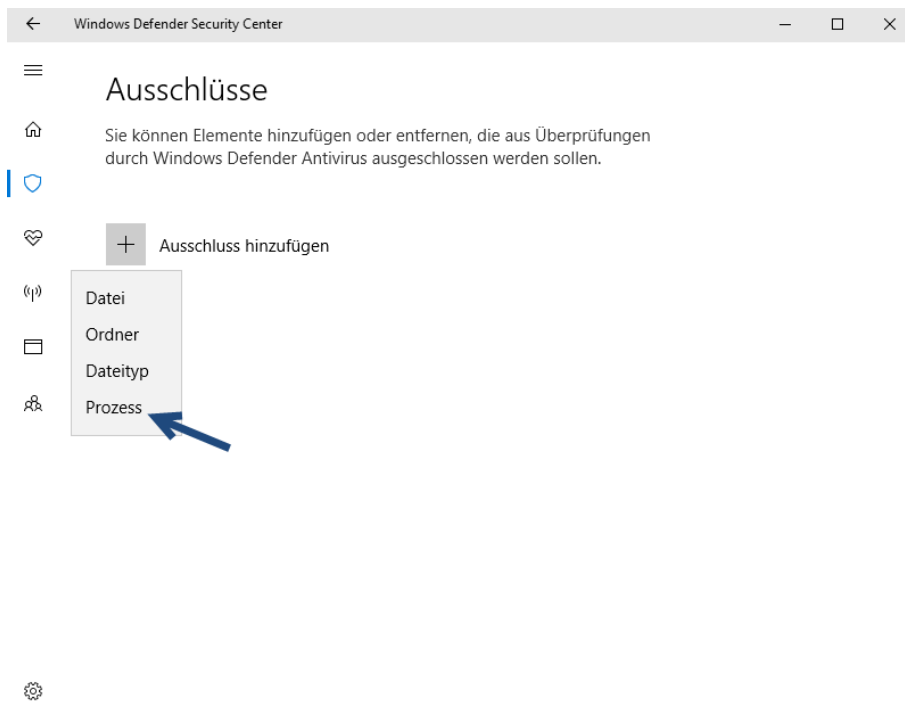 Windows Defender Security Center
Ausschlüsse
Sie können Elemente hinzufügen oder entfernen, die aus Überprüfungen
durch Windows Defender Antivirus ausgeschlossen werden sollen.
Ausschluss hinzufügen
Datei
Ordner
Dateityp
Prozess